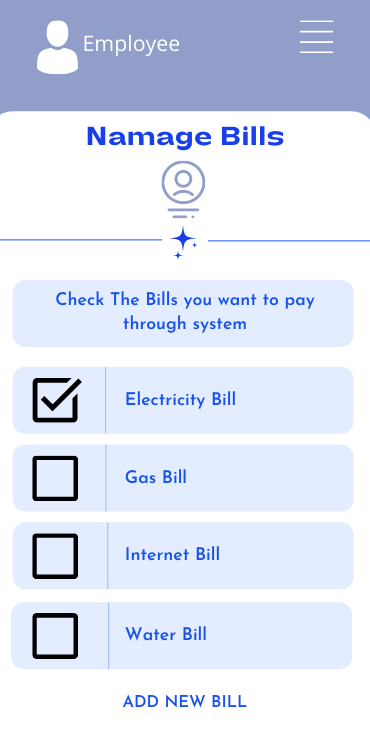 Employee
Namage Bills
Check The Bills you want to pay
through system
Electricity Bill
Gas Bill
Internet Bill
Water Bill
ADD NEW BILL